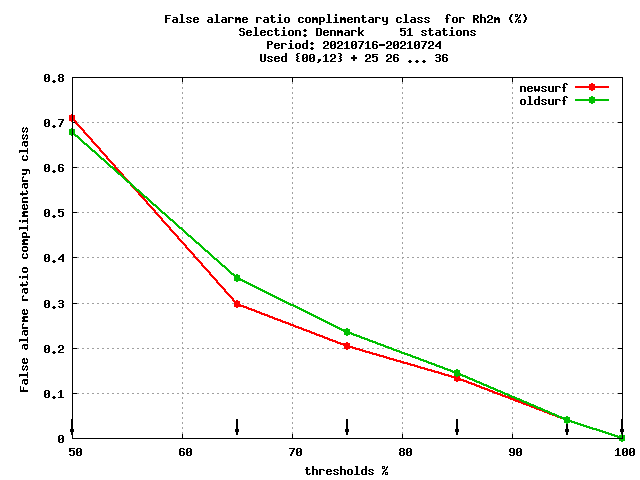 False alarme ratio complimentary class  for Rh2m (%)
Selection: Denmark     51 stations
Period: 20210716-20210724
Used {00,12} + 25 26 ... 36
newsurf
oldsurf
False alarme ratio complimentary class
0.8
0.7
0.6
0.5
0.4
0.3
0.2
0.1
0
50 60 70 80 90 100
thresholds %